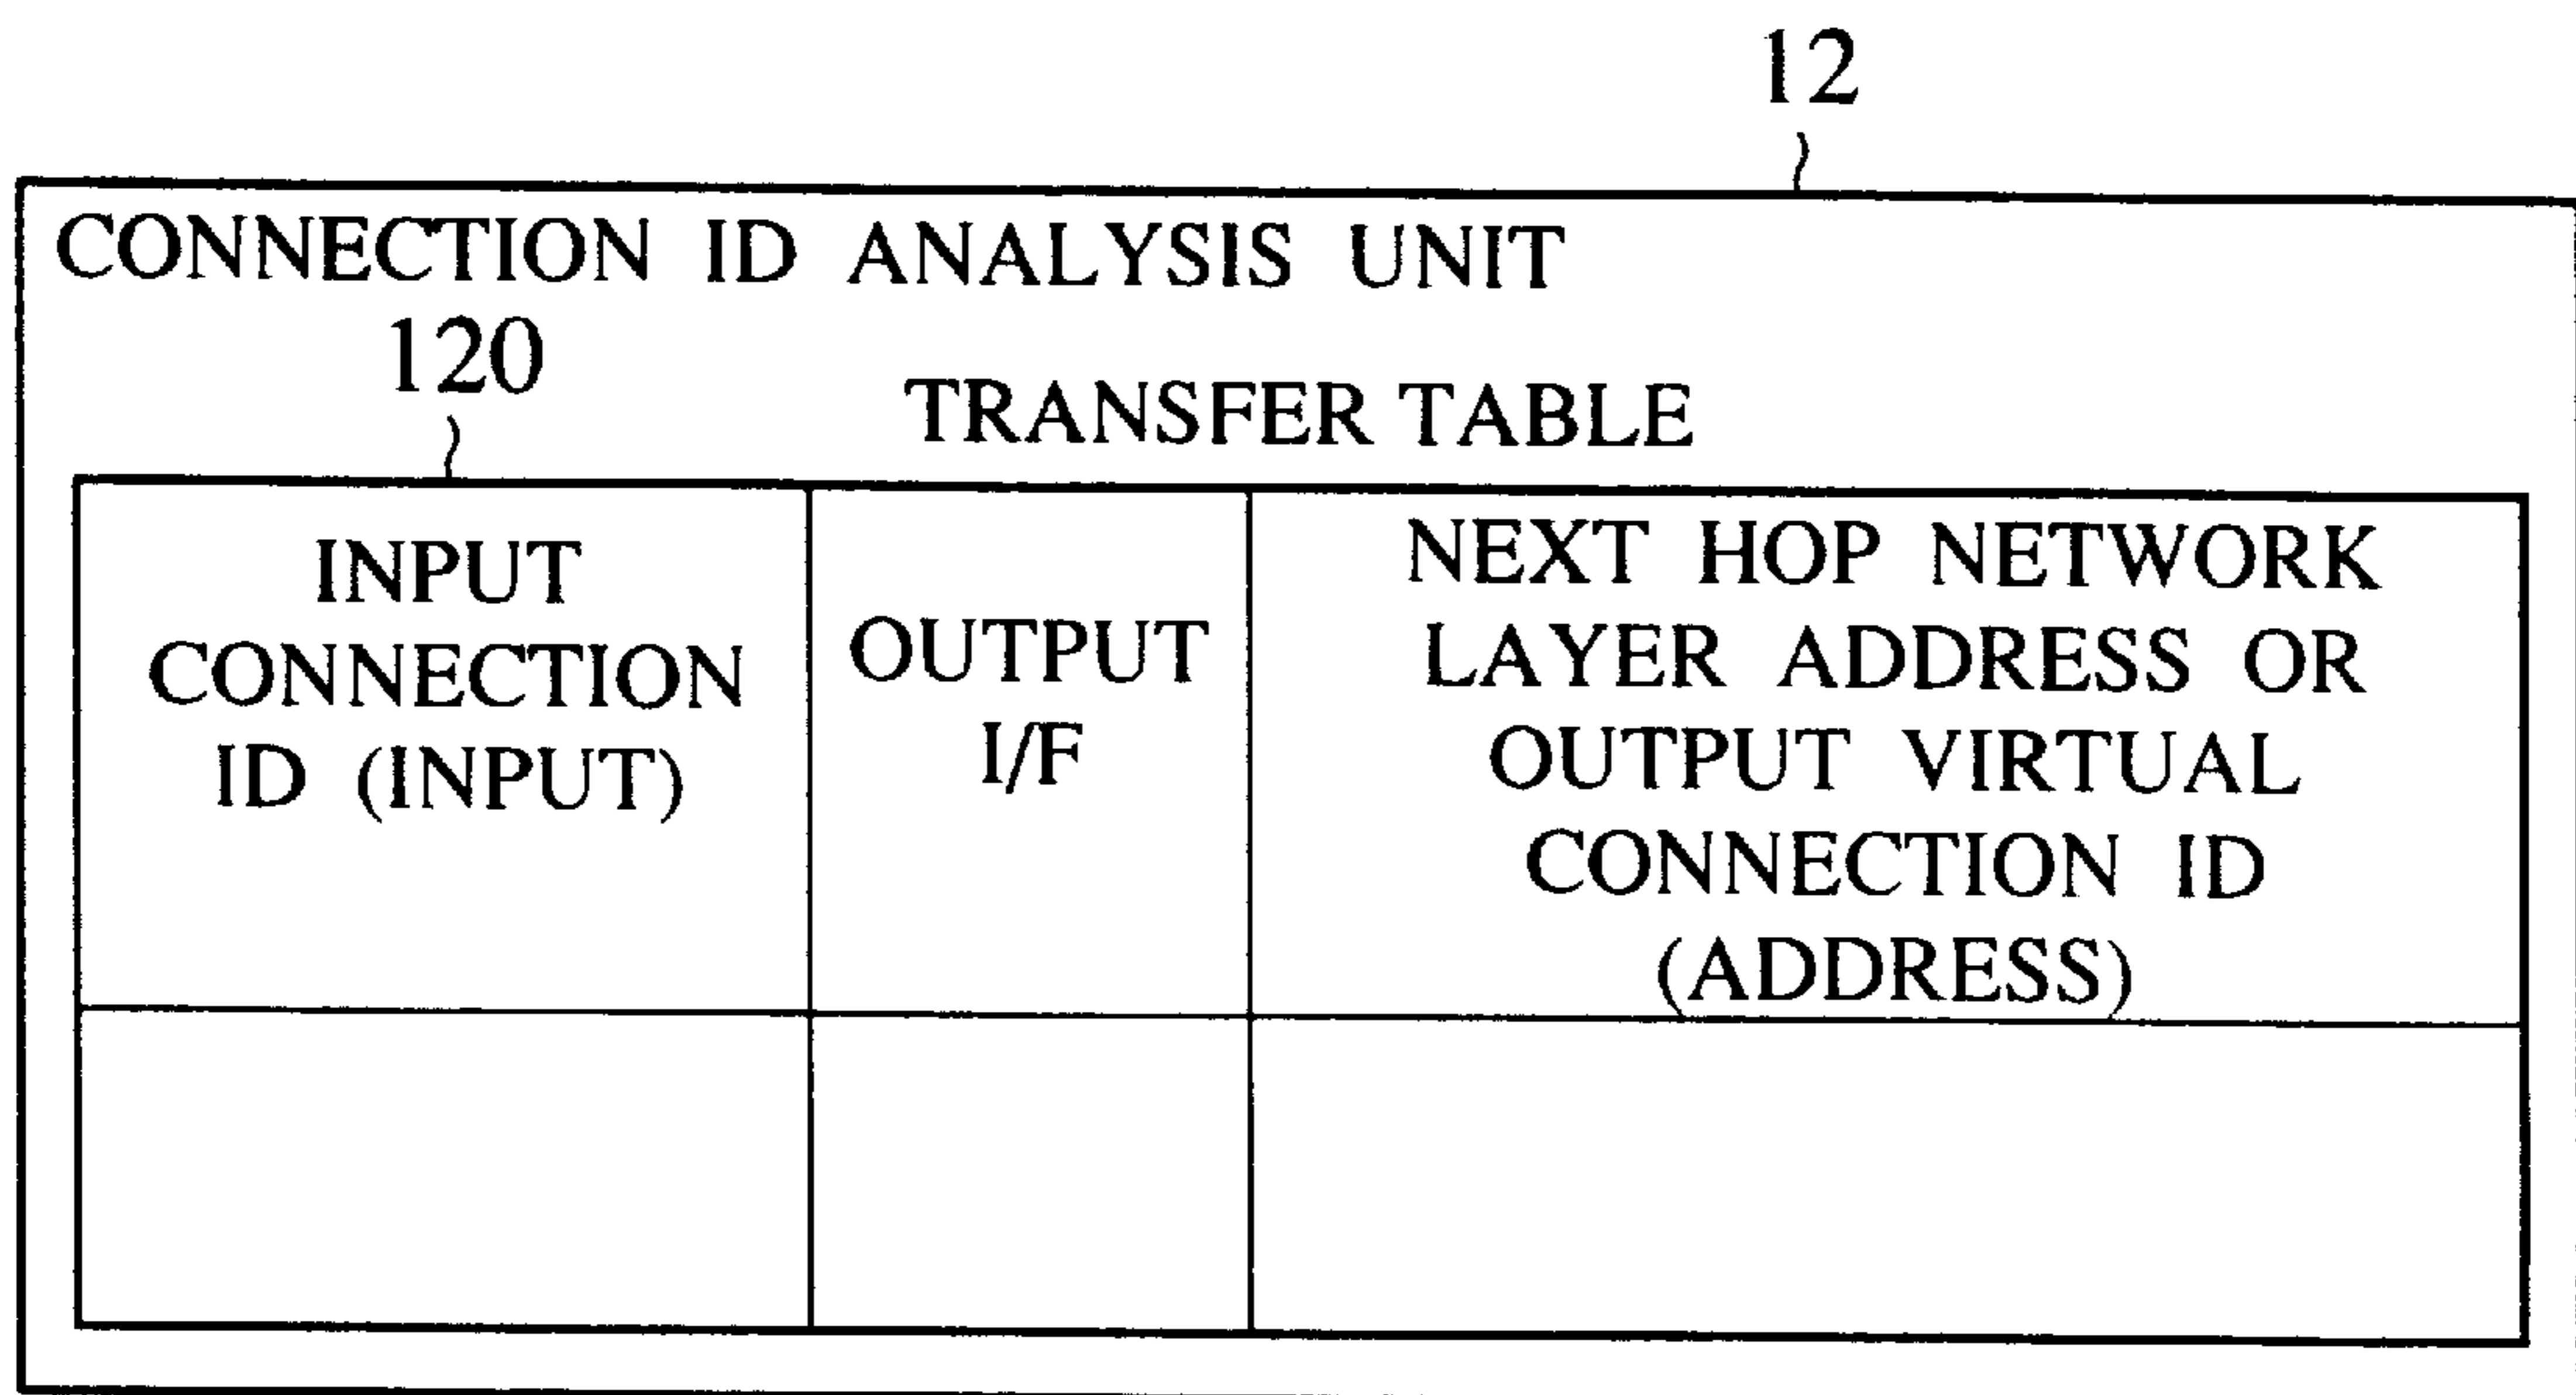 12
CONNECTION ID ANALYSIS UNIT
120
TRANSFER TABLE
INPUT
CONNECTION
ID (INPUT)
OUTPUT
I/F
NEXT HOP NETWORK
LAYER ADDRESS OR
OUTPUT VIRTUAL
CONNECTION ID
(ADDRESS)